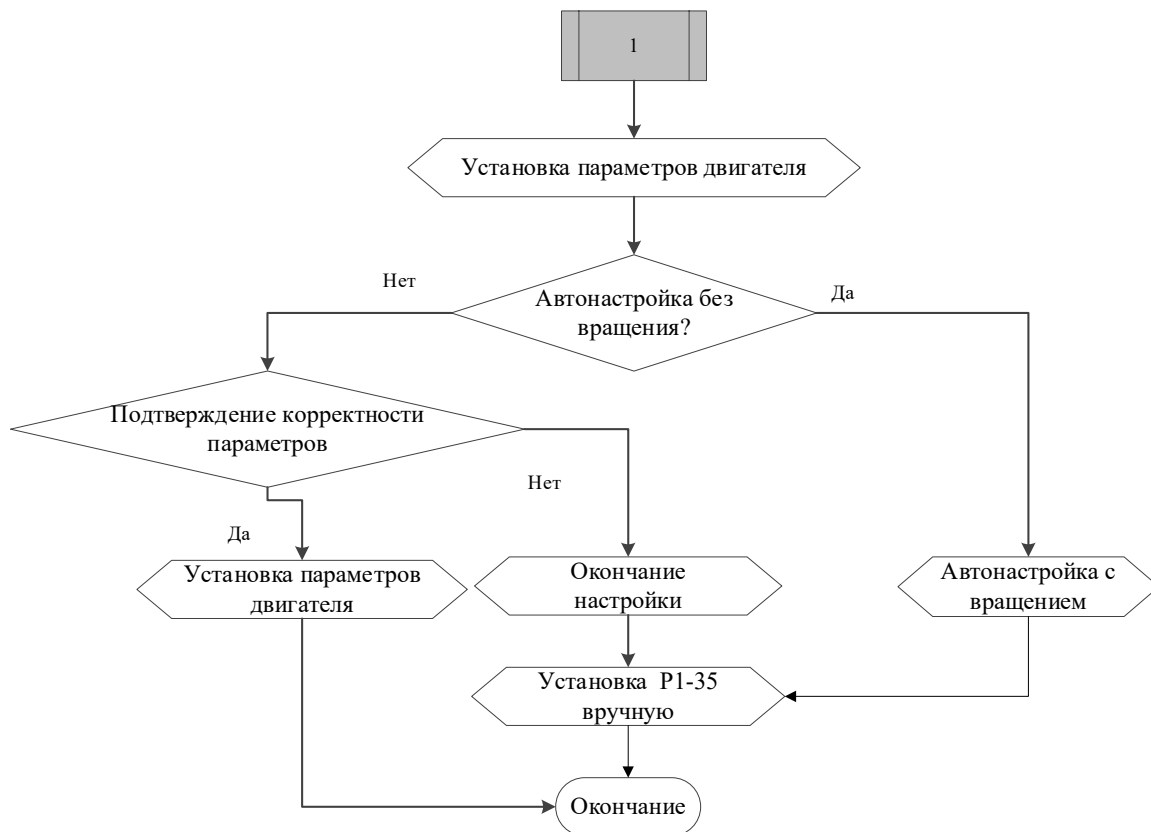 1
Установка параметров двигателя
Нет
Автонастройка без
вращения?
Да
Подтверждение корректности
параметров
Нет
Да
Установка параметров
двигателя
Окончание
настройки
Автонастройка с
вращением
Установка P1-35
вручную
Окончание